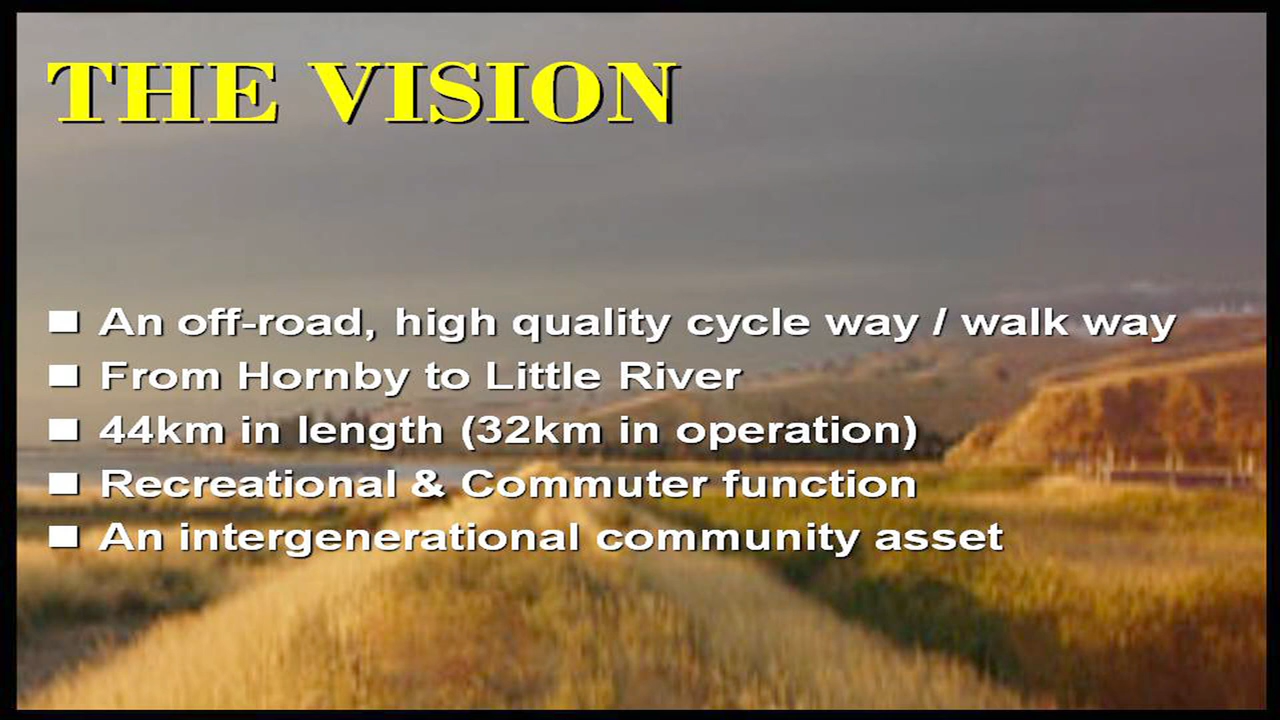 THE VISION
■ An off-road, high quality cycle way / walk way
■ From Hornby to Little River
■ 44km in length (32km in operation)
■ Recreational & Commuter function
■ An intergenerational community asset